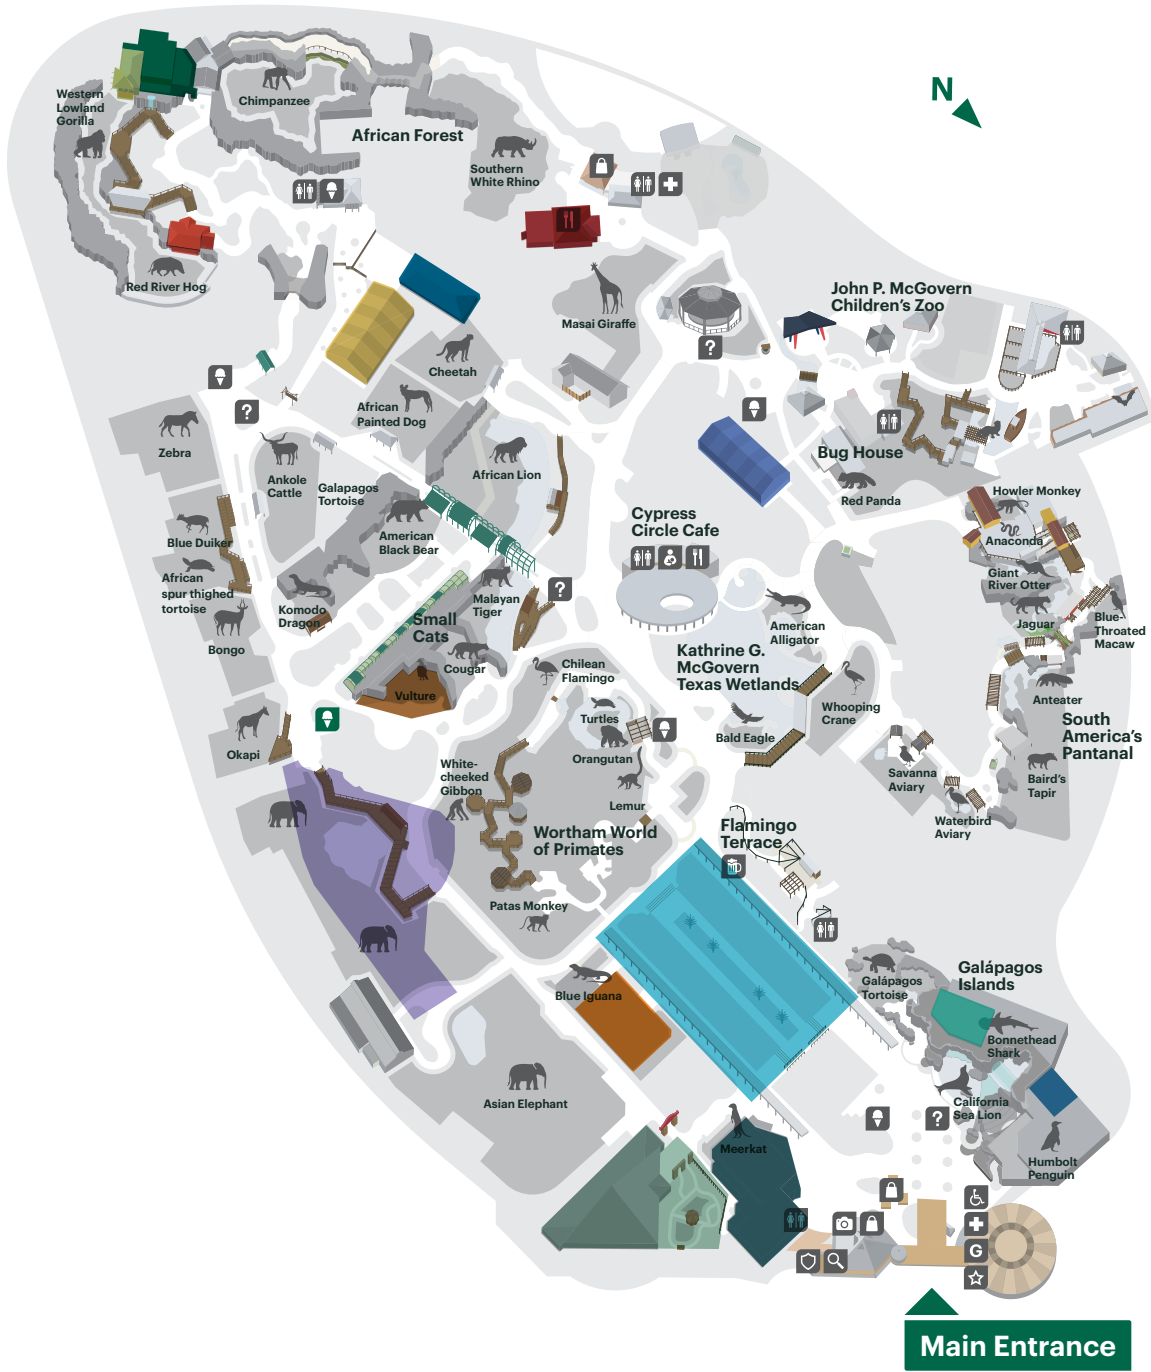 N
Western
Lowland
Gorilla
Chimpanzee
African Forest
Southern
White Rhino
Red River Hog
Masai Giraffe
John P. McGovern
Children's Zoo
?
Cheetah
African
Painted Dog
?
Zebra
Ankole
Cattle
Galapagos
Tortoise
African Lion
American
Black Bear
Blue Duiker
African
spur thighed
tortoise
Komodo
Dragon
Bongo
Small
Cats
Malayan
Tiger
Cougar
Vulture
?
Okapi
Bug House
Red Panda
Cypress
Circle Cafe
Howler Monkey
Anaconda
Giant
River Otter
Jaguar
Blue-
Throated
Macaw
Anteater
South
America's
Pantanal
Baird's
Tapir
American
Alligator
Kathrine G.
McGovern
Texas Wetlands
Whooping
Crane
Bald Eagle
Savanna
Aviary
Waterbird
Aviary
Chilean
Flamingo
Turtles
Orangutan
Lemur
White-
cheeked
Gibbon
Wortham World
of Primates
Patas Monkey
Flamingo
Terrace
Blue Iguana
Asian Elephant
Galápagos
Islands
Galápagos
Tortoise
Bonnethead
Shark
California
Sea Lion
?
Humbolt
Penguin
Meerkat
G
Main Entrance